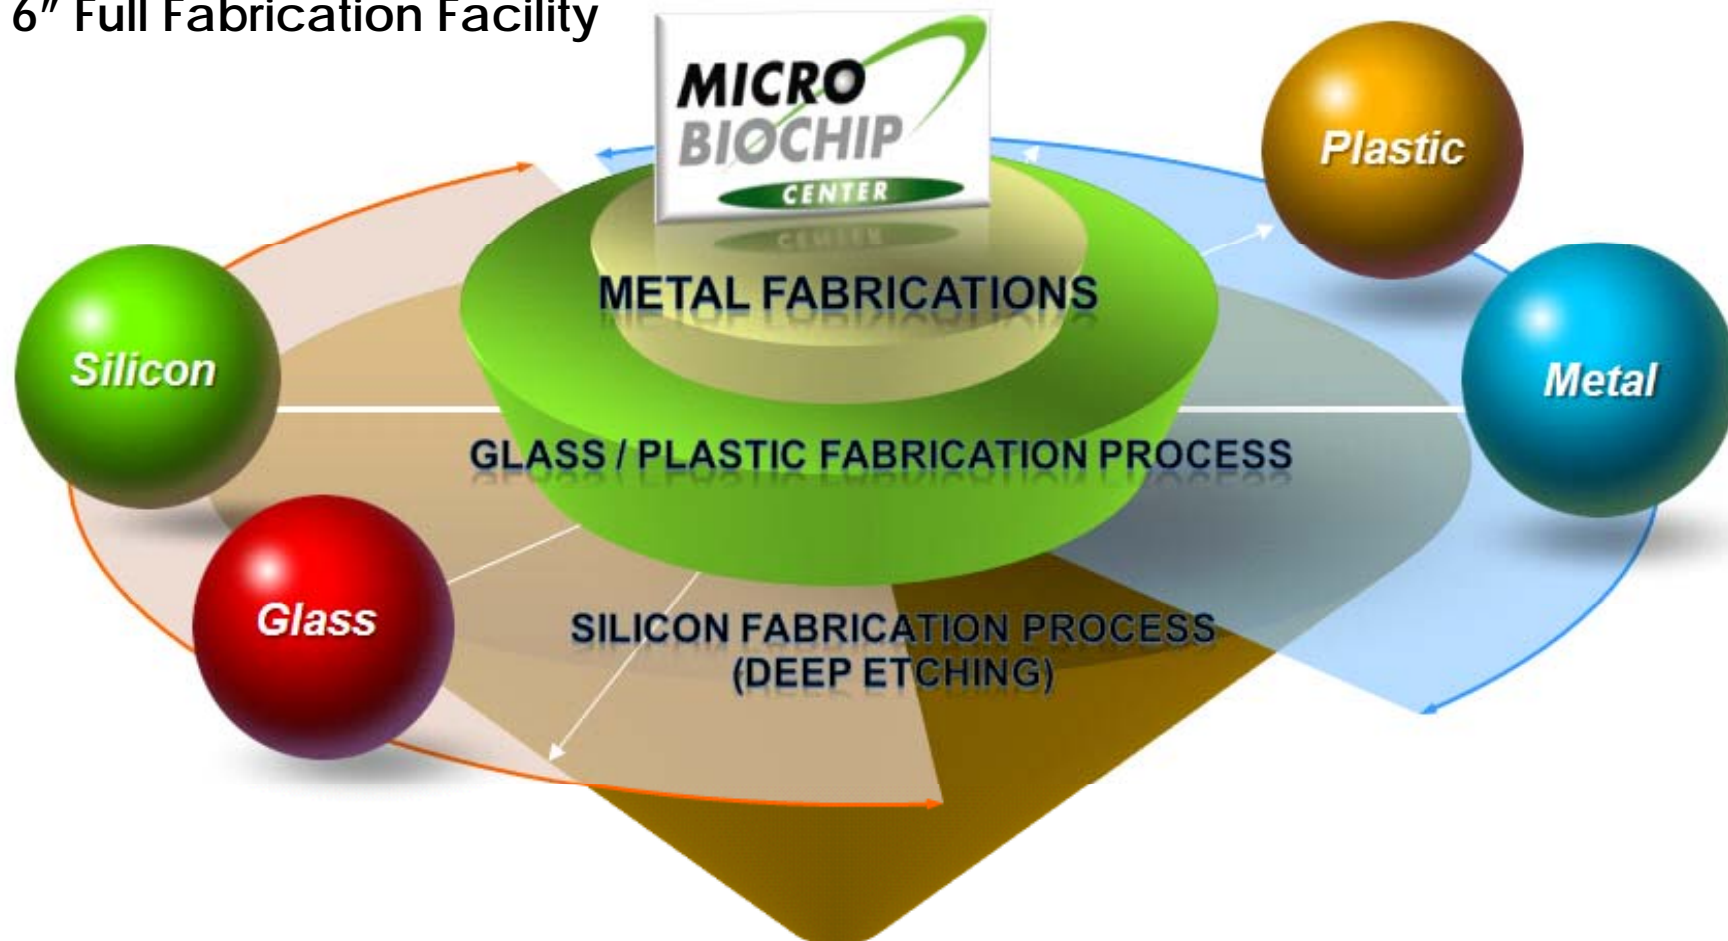 6" Full Fabrication Facility
MICRO
BIOCHIP
CENTER
CENTER
Plastic
METAL FABRICATIONS
Silicon
Metal
GLASS / PLASTIC FABRICATION PROCESS
Glass
SILICON FABRICATION PROCESS
(DEEP ETCHING)